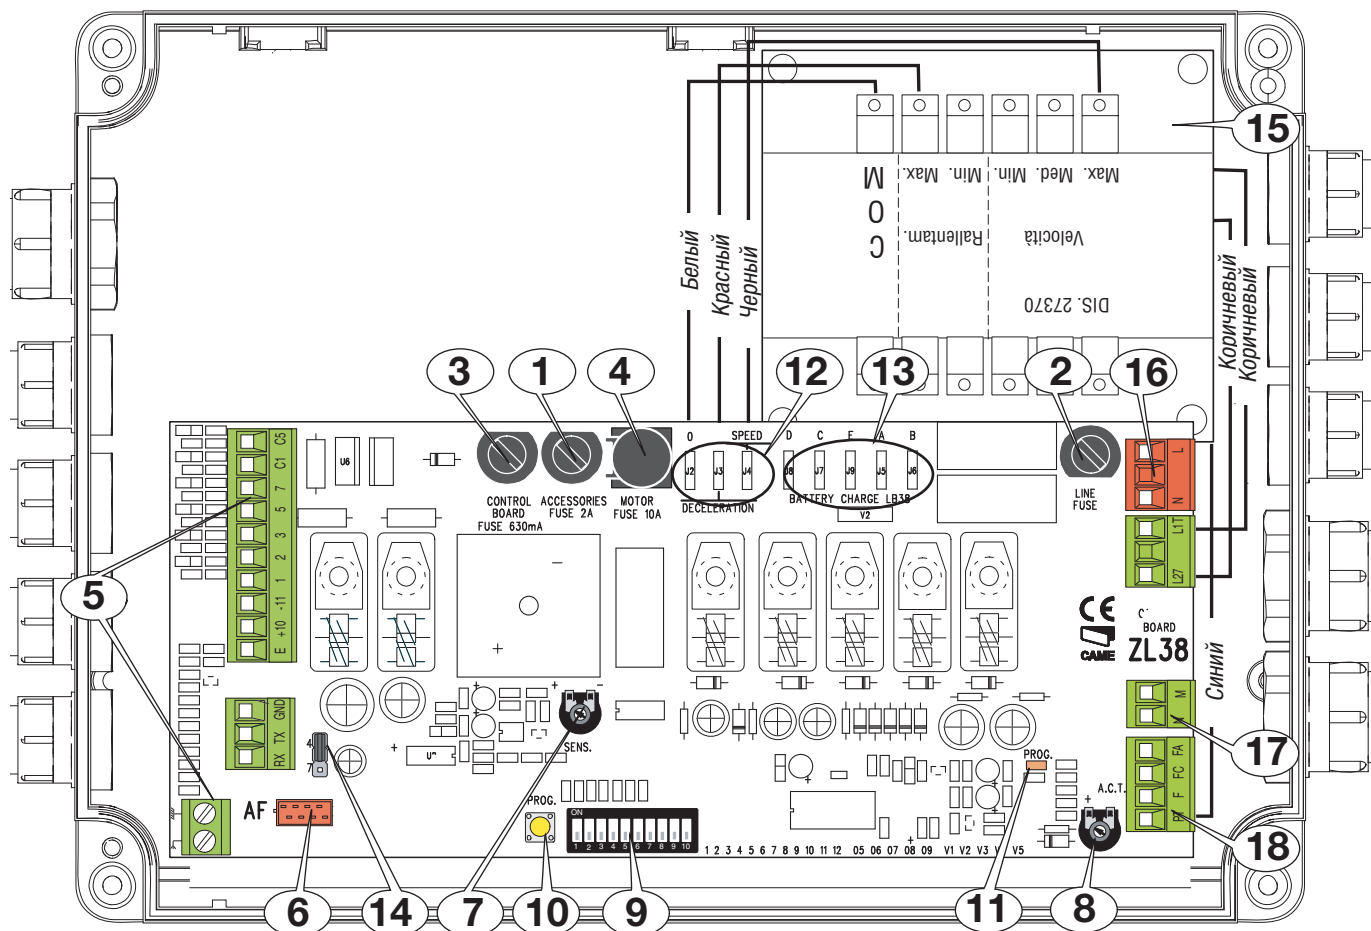 15
Max. Med. Min. Min. Max.
COM
Velocità
Rallentam.
DIS. 27370
Белый
Красный
Черный
Коричневый
Коричневый
Синий
3
1
4
12
13
2
16
O SPEED D C F A B
J2 J3 J4 J8 J7 J9 J5 J6
DECELERATION
BATTERY CHARGE LB38
V2
CONTROL BOARD FUSE 630mA
ACCESSORIES FUSE 2A
MOTOR FUSE 10A
LINE FUSE
U6
C5
C1
7
5
3
2
1
-11
+10
E
L
N
L1T
L27
5
CE
CAME
BOARD
ZL38
GND
TX
RX
4
7
SENS.
M
17
FA
FC
F
A.C.T.
PROG.
AF
PROG.
ON
1 2 3 4 5 6 7 8 9 10
1 2 3 4 5 6 7 8 9 10 11 12 05 06 07 08 09 V1 V2 V3 V5
18
6
14
7
10
9
11
8